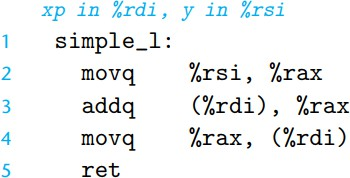 xp in %rdi, y in %rsi
1 simple_l:
2 movq %rsi, %rax
3 addq (%rdi), %rax
4 movq %rax, (%rdi)
5 ret